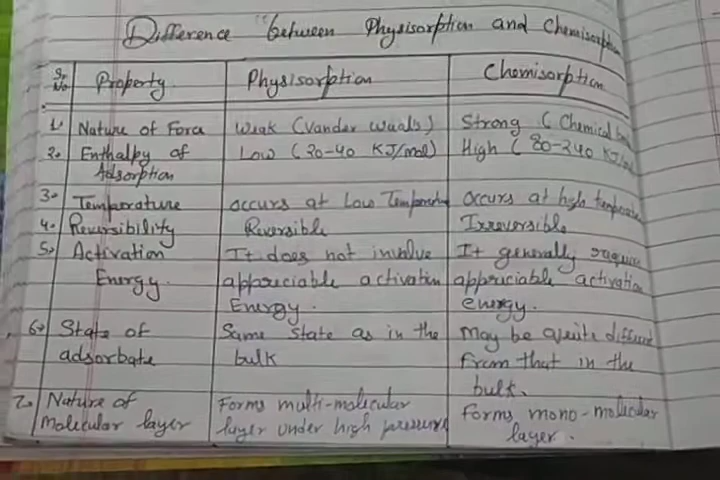 Difference between Physisorption and Chemisorption
Sr. No Property Physisorption Chemisorption
1. Nature of Force Weak (Vander Waals) Strong (Chemical
2. Enthalpy of Adsorption Low (20-40 KJ/mol) High (80-240 KJ/mol
3. Temperature occurs at Low Temperature occurs at high temperature
4. Reversibility Reversible Irreversible
5. Activation Energy. It does not involve appreciable activation Energy. It generally require appriciable activation energy.
6. State of adsorbate Same State as in the bulk May be quite different from that in the bulk.
7. Nature of Molecular layer Forms multi-molecular layer under high pressure Forms mono-molecular layer.